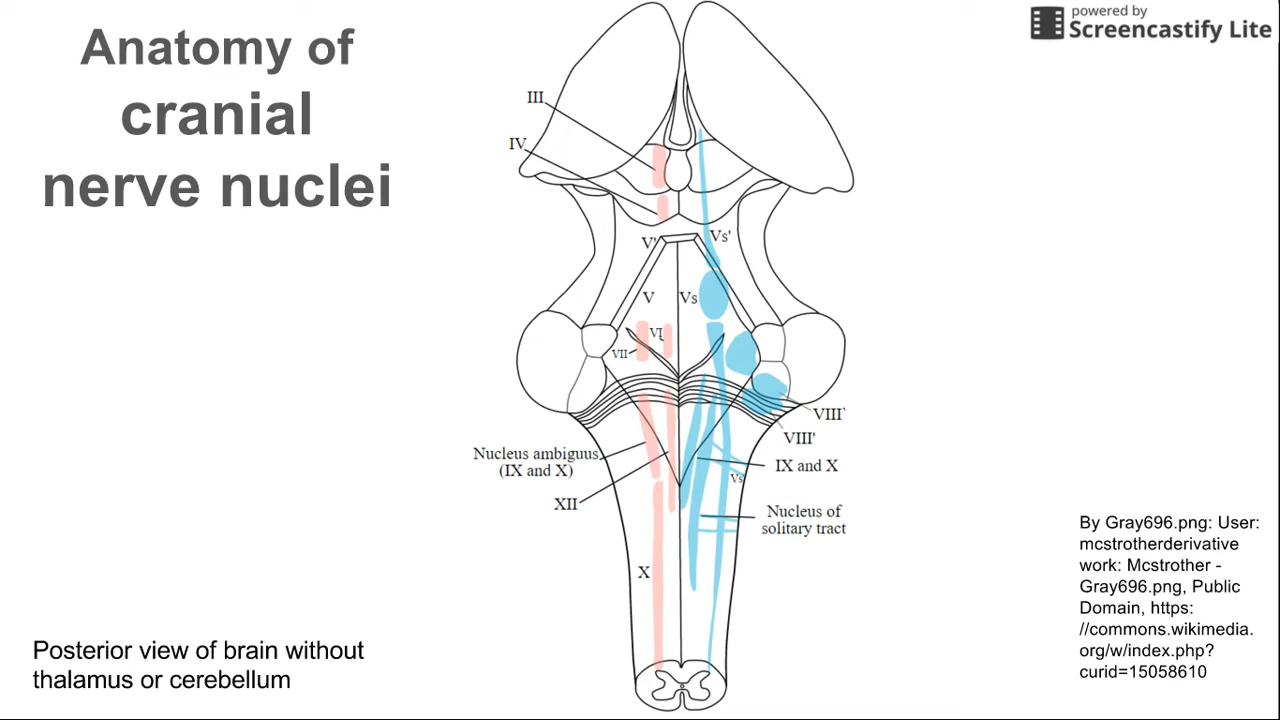 Anatomy of
cranial
nerve nuclei
powered by
Screencastify Lite
III
IV
V'
Vs'
V
Vs
VI
VII
VIII'
VIII'
Nucleus ambiguus
(IX and X)
IX and X
Vs
XII
Nucleus of
solitary tract
X
Posterior view of brain without
thalamus or cerebellum
By Gray696.png: User:
mcstrotherderivative
work: Mcstrother -
Gray696.png, Public
Domain, https:
//commons.wikimedia.
org/w/index.php?
curid=15058610